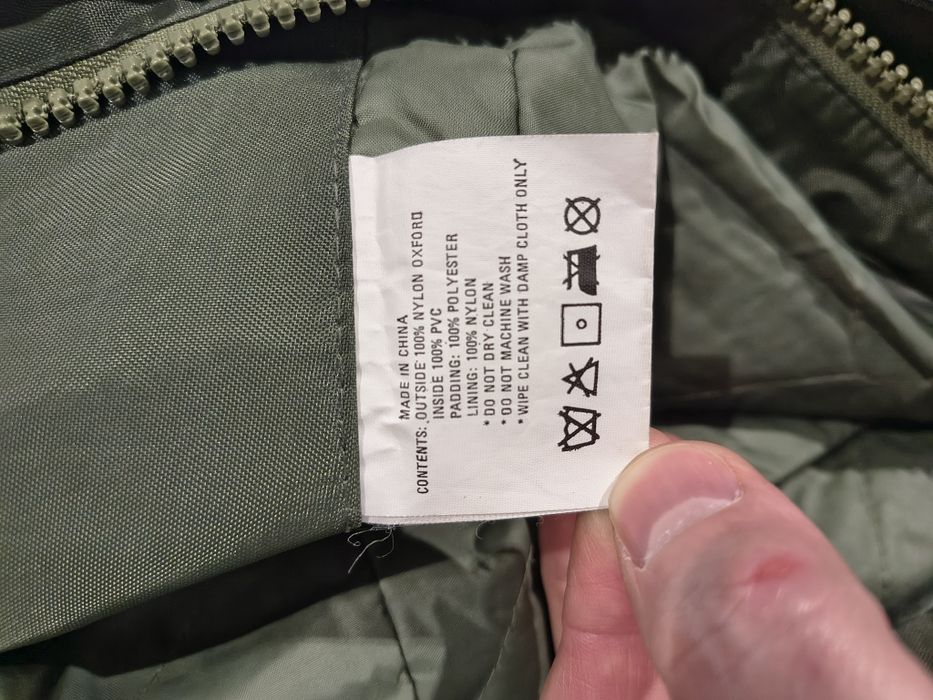 MADE IN CHINA
CONTENTS: OUTSIDE 100% NYLON OXFORD
INSIDE 100% PVC
PADDING: 100% POLYESTER
LINING: 100% NYLON
* DO NOT DRY CLEAN
* DO NOT MACHINE WASH
* WIPE CLEAN WITH DAMP CLOTH ONLY